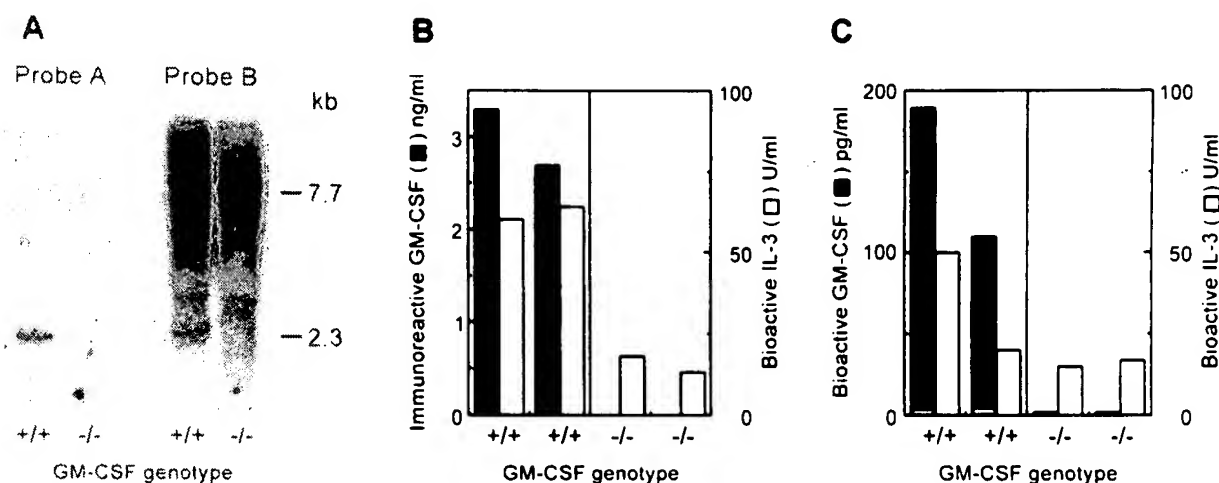 A
Probe A
Probe B
kb
7.7
2.3
+/+ -/- +/+ -/-
GM-CSF genotype
B
Immunoreactive GM-CSF (■) ng/ml
3
2
1
0
100
50
0
Bioactive IL-3 (□) U/ml
+/+ +/+ -/- -/-
GM-CSF genotype
C
Bioactive GM-CSF (■) pg/ml
200
100
0
100
50
0
Bioactive IL-3 (□) U/ml
+/+ +/+ -/- -/-
GM-CSF genotype